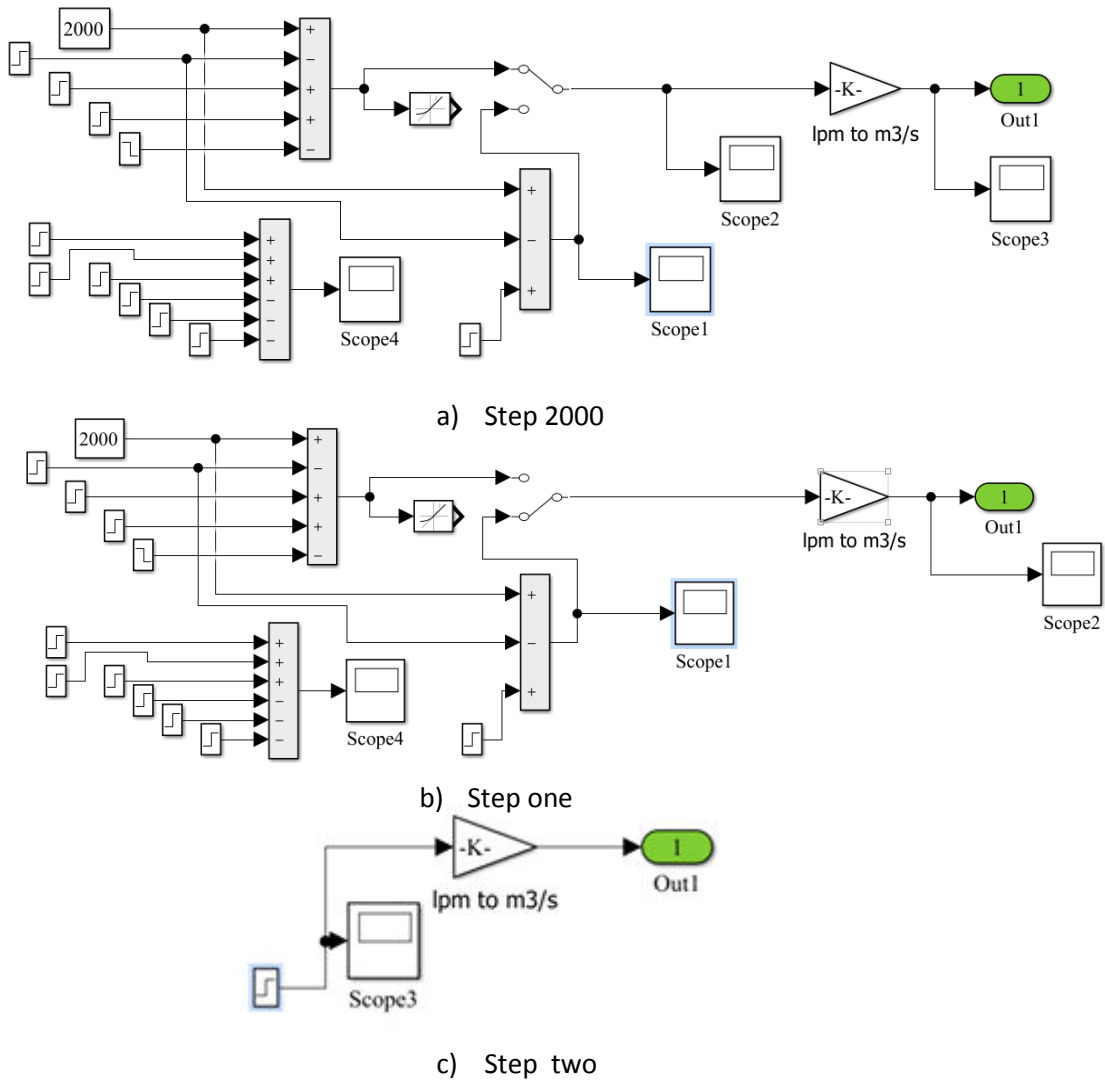 2000
+
−
+
+
−
-K-
lpm to m3/s
1
Out1
Scope2
Scope3
+
−
+
Scope1
+
+
+
−
−
−
Scope4
a) Step 2000
2000
+
−
+
+
−
-K-
lpm to m3/s
1
Out1
Scope2
+
−
+
Scope1
+
+
+
−
−
−
Scope4
b) Step one
-K-
lpm to m3/s
1
Out1
Scope3
c) Step two